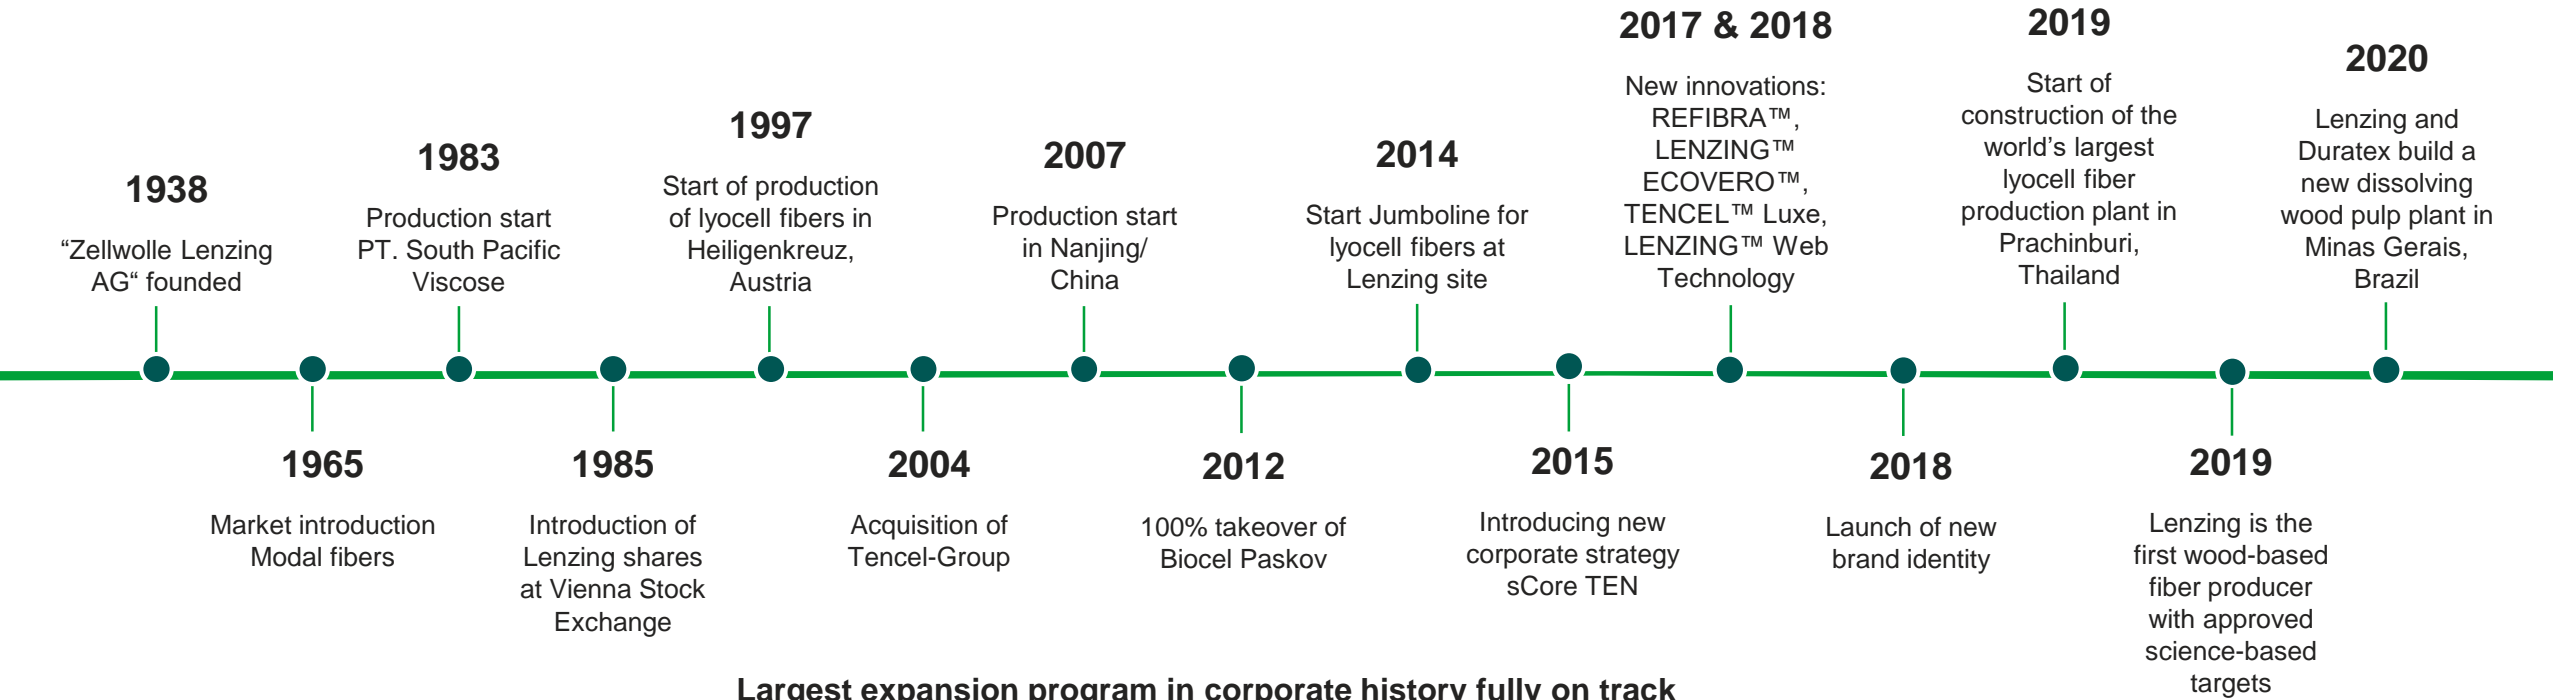 1938
“Zellwolle Lenzing
AG“ founded
1965
Market introduction
Modal fibers
1983
Production start
PT. South Pacific
Viscose
1985
Introduction of
Lenzing shares
at Vienna Stock
Exchange
1997
Start of production
of lyocell fibers in
Heiligenkreuz,
Austria
2004
Acquisition of
Tencel-Group
2007
Production start
in Nanjing/
China
2012
100% takeover of
Biocel Paskov
2014
Start Jumboline for
lyocell fibers at
Lenzing site
2015
Introducing new
corporate strategy
sCore TEN
2017 & 2018
New innovations:
REFIBRA™,
LENZING™
ECOVERO™,
TENCEL™ Luxe,
LENZING™ Web
Technology
2018
Launch of new
brand identity
2019
Start of
construction of the
world’s largest
lyocell fiber
production plant in
Prachinburi,
Thailand
2019
Lenzing is the
first wood-based
fiber producer
with approved
science-based
targets
2020
Lenzing and
Duratex build a
new dissolving
wood pulp plant in
Minas Gerais,
Brazil
Largest expansion program in corporate history fully on track